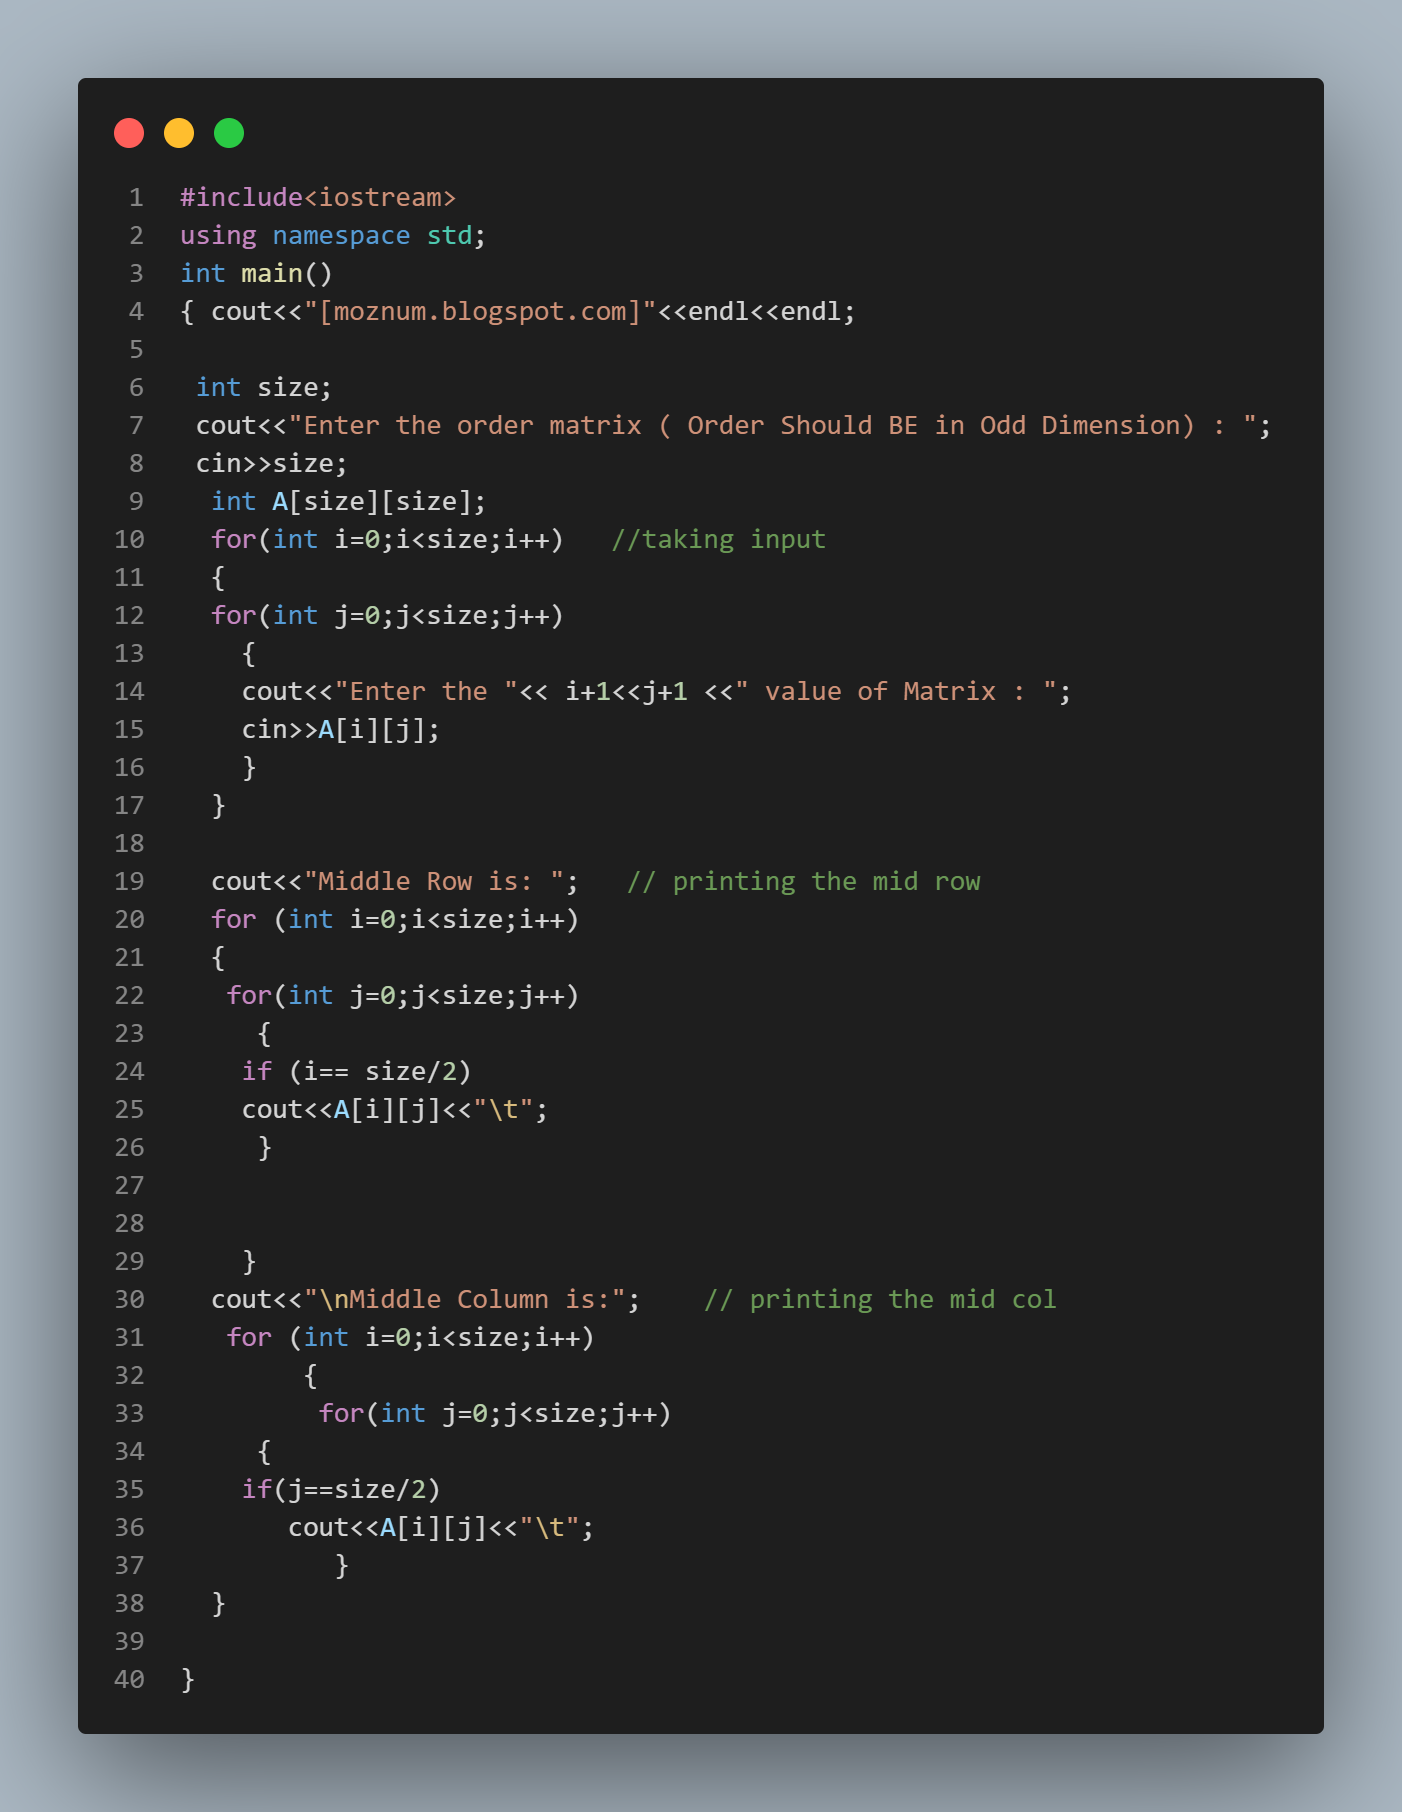 1 #include<iostream>
2 using namespace std;
3 int main()
4 { cout<<"[moznum.blogspot.com]"<<endl<<endl;
5
6  int size;
7  cout<<"Enter the order matrix ( Order Should BE in Odd Dimension) : ";
8  cin>>size;
9   int A[size][size];
10   for(int i=0;i<size;i++)   //taking input
11   {
12   for(int j=0;j<size;j++)
13     {
14     cout<<"Enter the "<< i+1<<j+1 <<" value of Matrix : ";
15     cin>>A[i][j];
16     }
17   }
18
19   cout<<"Middle Row is: ";   // printing the mid row
20   for (int i=0;i<size;i++)
21   {
22    for(int j=0;j<size;j++)
23      {
24     if (i== size/2)
25     cout<<A[i][j]<<"\t";
26      }
27
28
29     }
30   cout<<"\nMiddle Column is:";    // printing the mid col
31    for (int i=0;i<size;i++)
32         {
33          for(int j=0;j<size;j++)
34      {
35     if(j==size/2)
36        cout<<A[i][j]<<"\t";
37           }
38   }
39
40 }